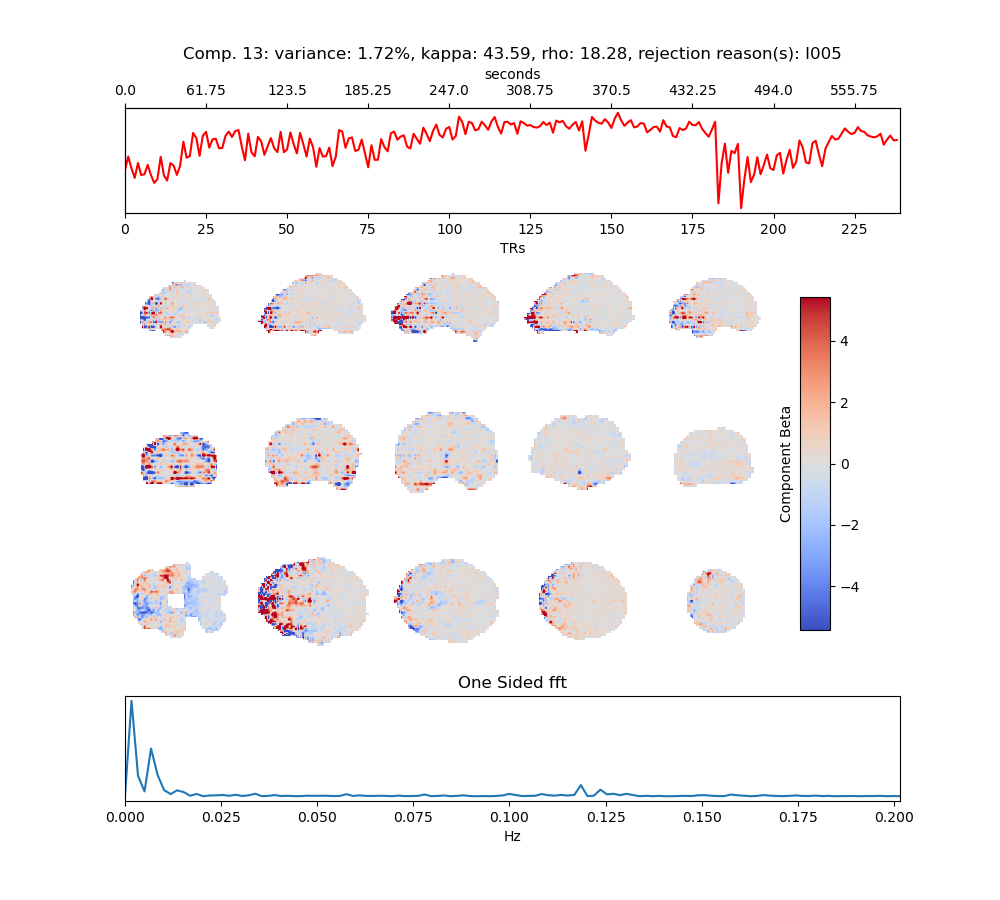 Comp. 13: variance: 1.72%, kappa: 43.59, rho: 18.28, rejection reason(s): I005
seconds
0.0 61.75 123.5 185.25 247.0 308.75 370.5 432.25 494.0 555.75
0 25 50 75 100 125 150 175 200 225
TRs
4
2
0
−2
−4
Component Beta
One Sided fft
0.000 0.025 0.050 0.075 0.100 0.125 0.150 0.175 0.200
Hz